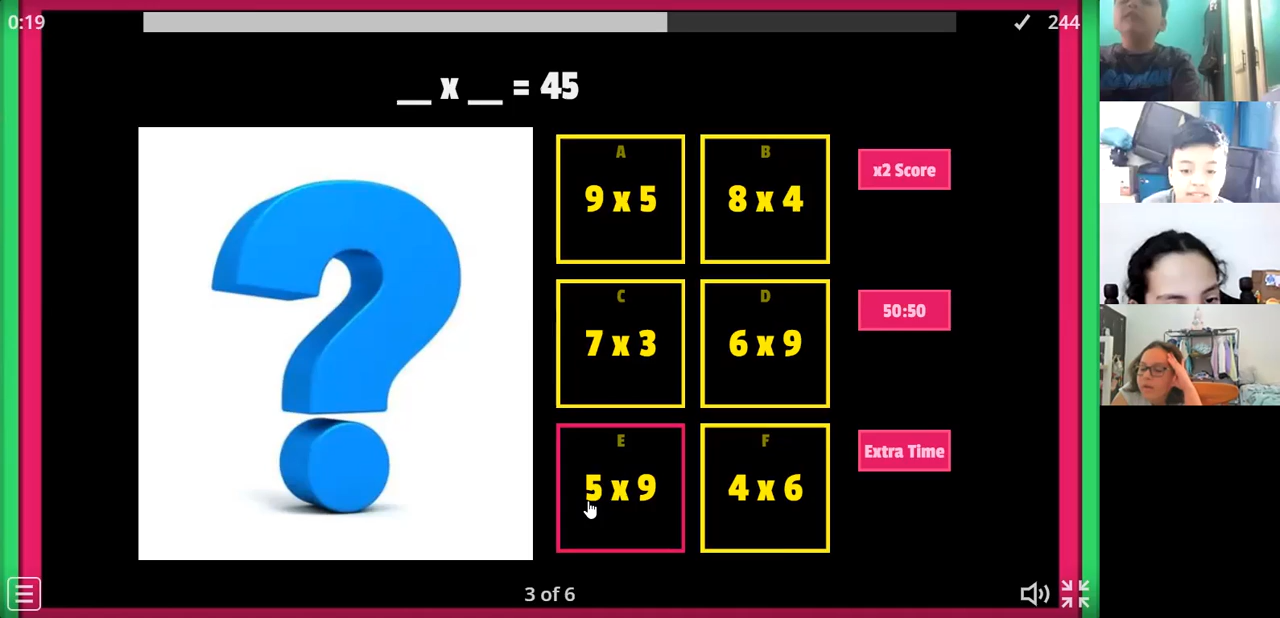 0:19
244
__ x __ = 45
A
9 x 5
B
8 x 4
x2 Score
C
7 x 3
D
6 x 9
50:50
E
5 x 9
F
4 x 6
Extra Time
3 of 6